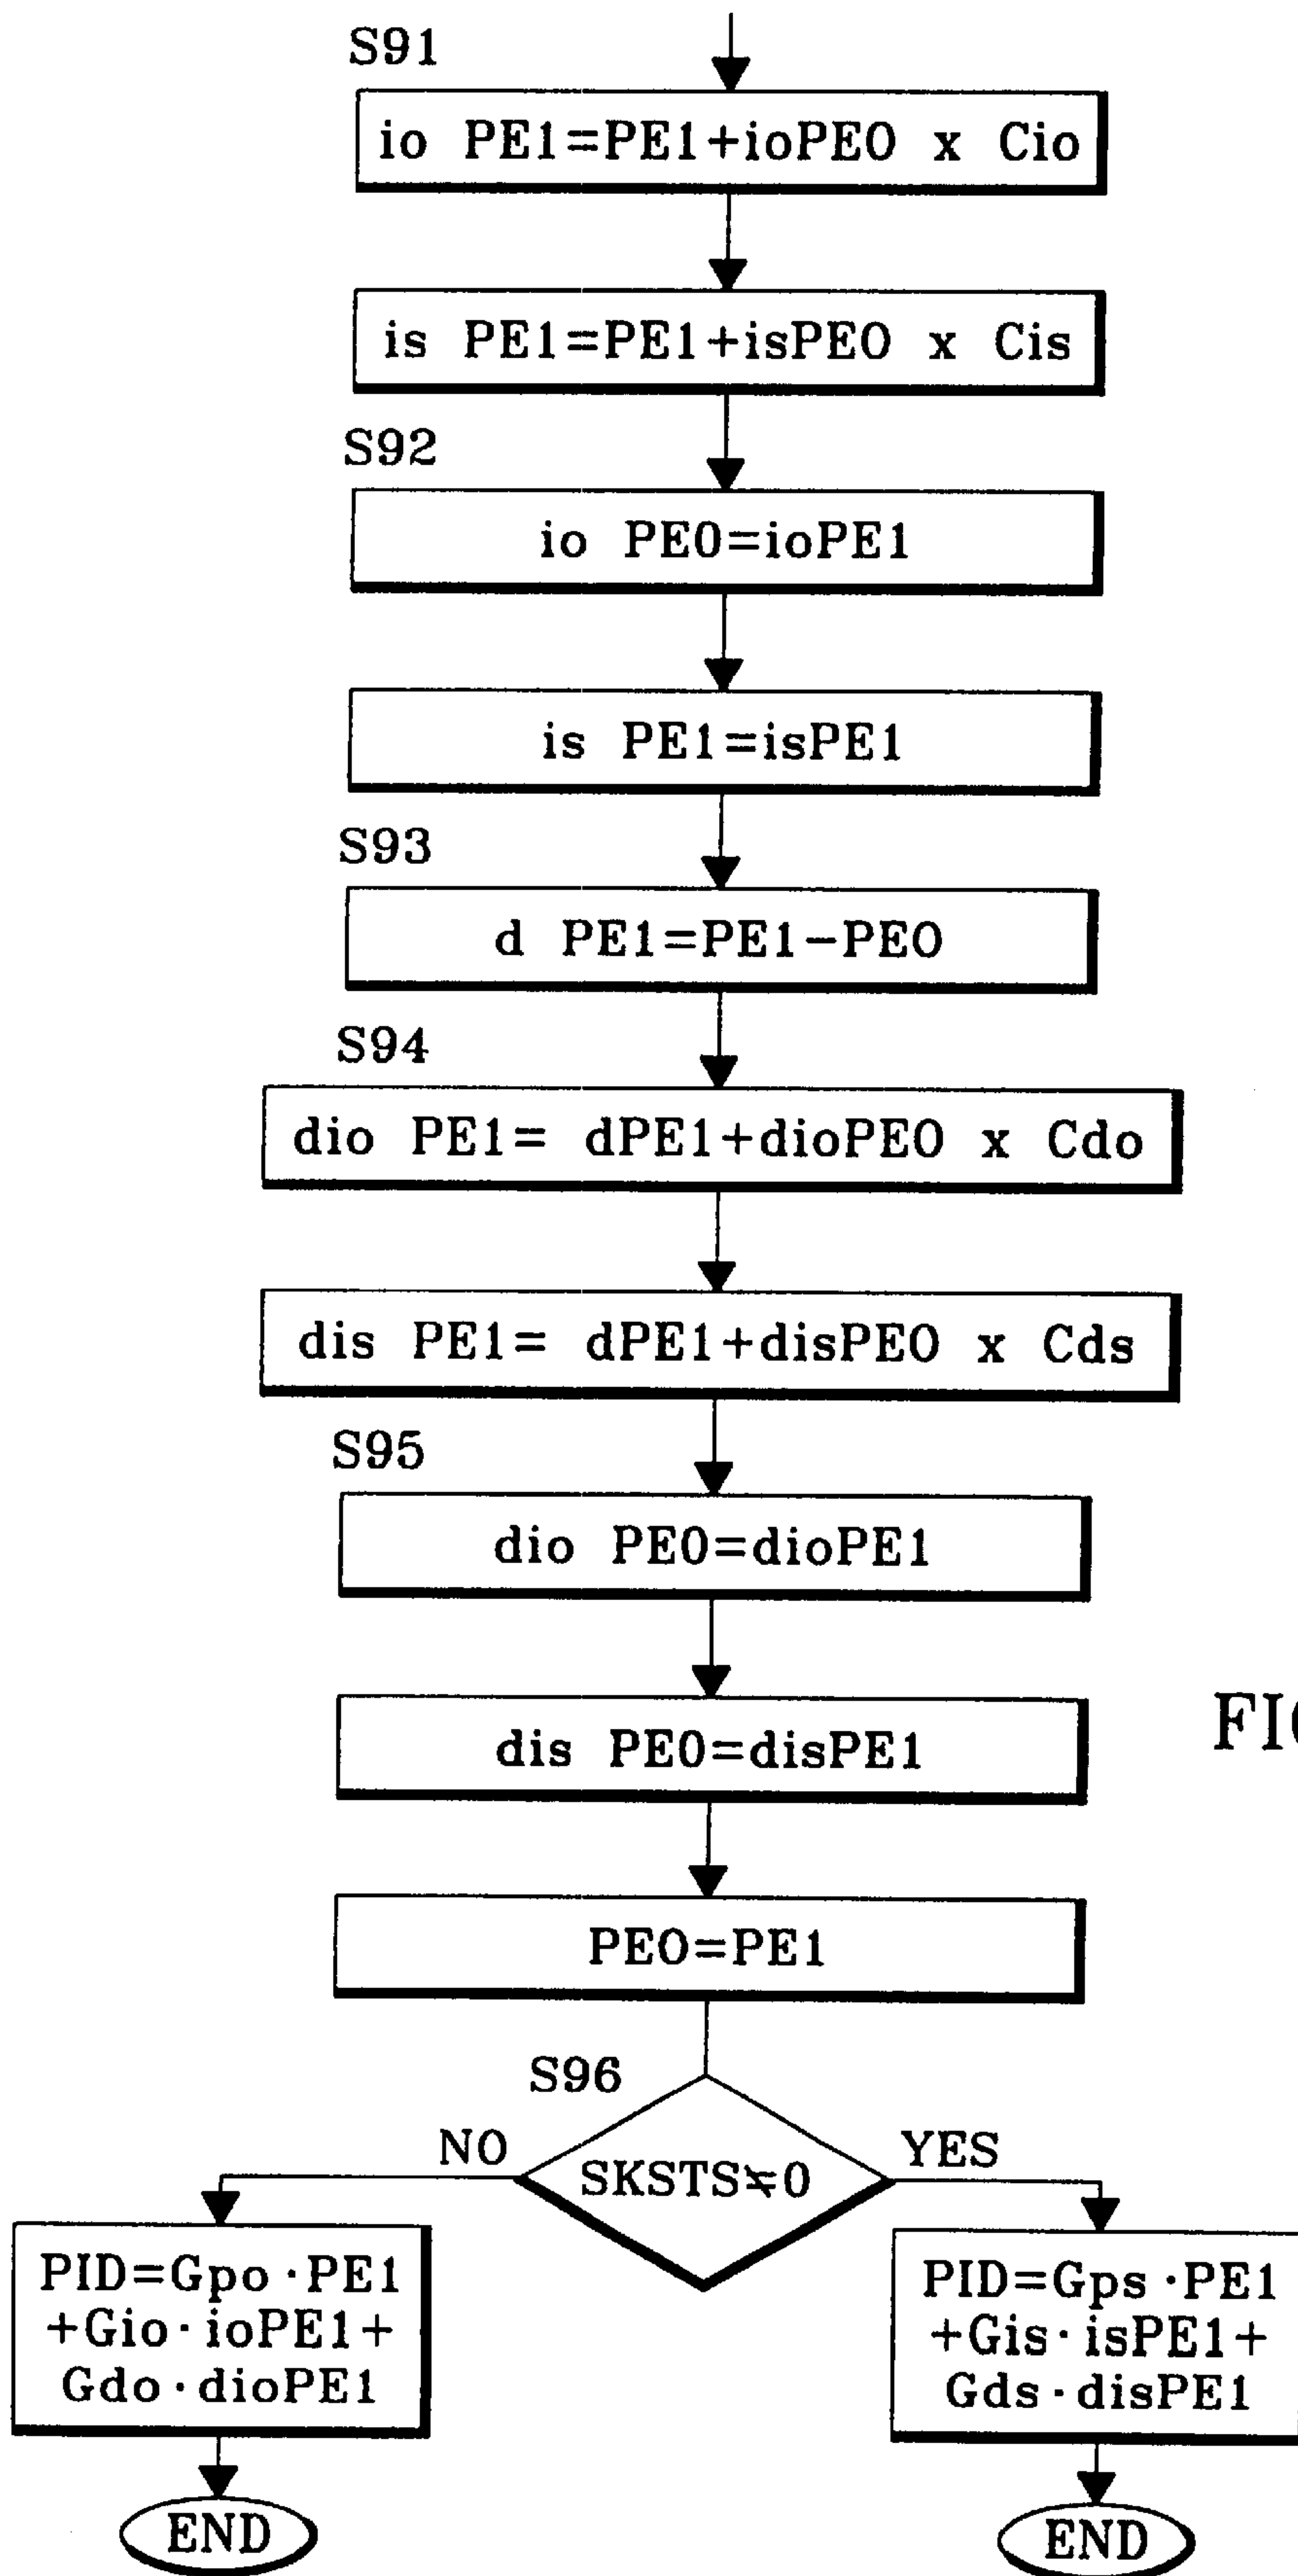 S91
io PE1=PE1+ioPE0 x Cio
is PE1=PE1+isPE0 x Cis
S92
io PE0=ioPE1
is PE1=isPE1
S93
d PE1=PE1-PE0
S94
dio PE1= dPE1+dioPE0 x Cdo
dis PE1= dPE1+disPE0 x Cds
S95
dio PE0=dioPE1
dis PE0=disPE1
PE0=PE1
S96
NO
SKSTS≠0
YES
PID=Gpo·PE1
+Gio·ioPE1+
Gdo·dioPE1
PID=Gps·PE1
+Gis·isPE1+
Gds·disPE1
END
END